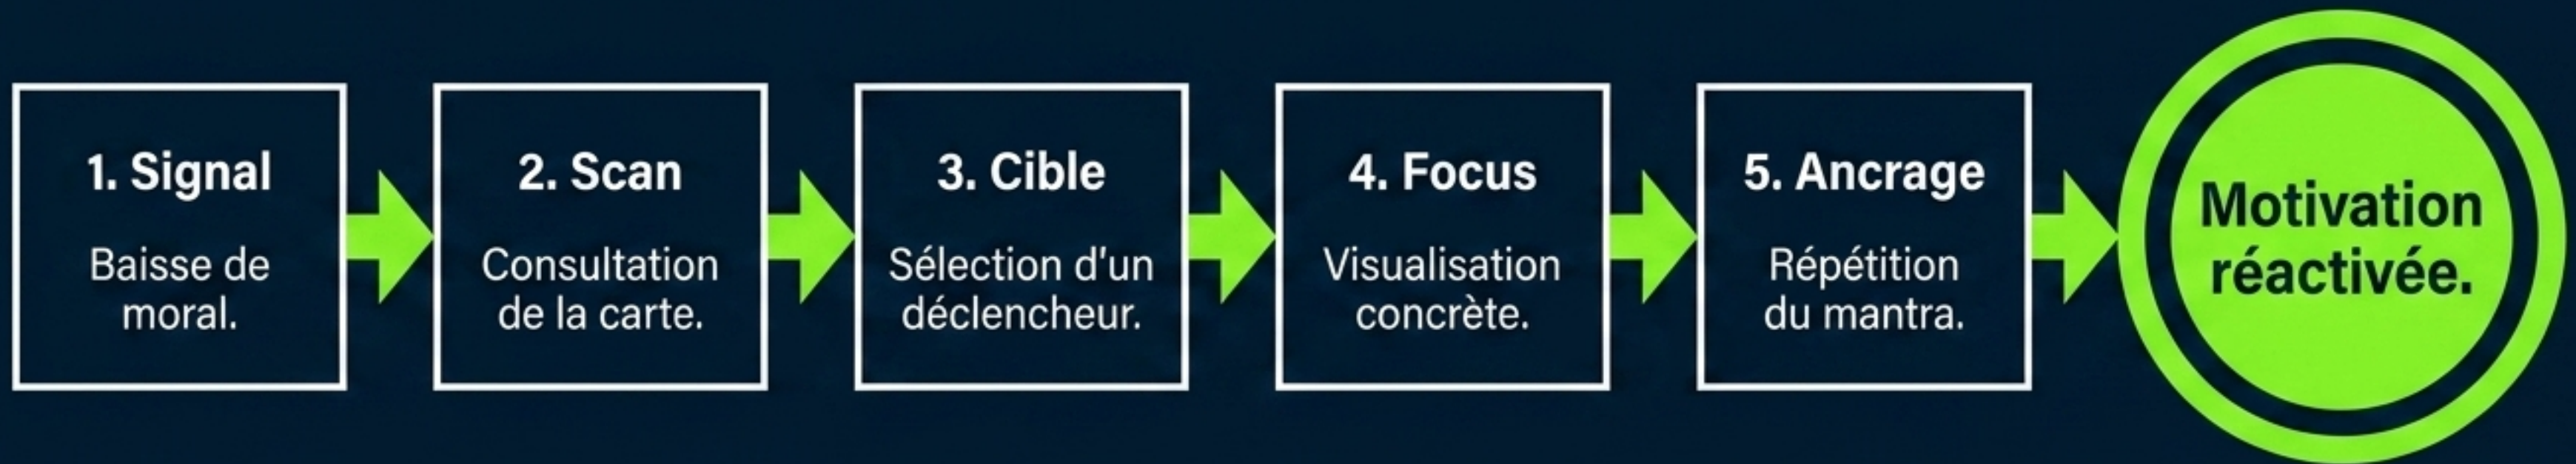 1. Signal
Baisse de
moral.
2. Scan
Consultation
de la carte.
3. Cible
Sélection d'un
déclencheur.
4. Focus
Visualisation
concrète.
5. Ancrage
Répétition
du mantra.
Motivation
réactivée.